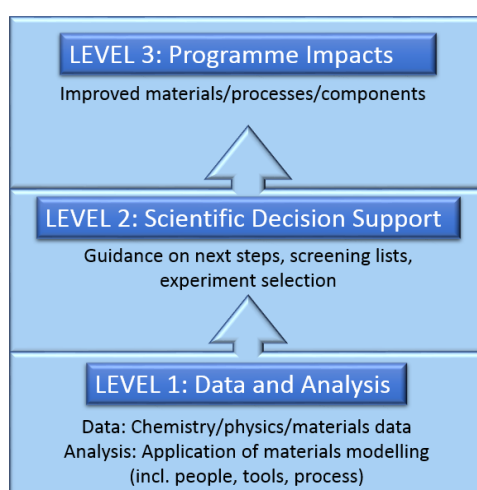 LEVEL 3: Programme Impacts
Improved materials/processes/components
LEVEL 2: Scientific Decision Support
Guidance on next steps, screening lists,
experiment selection
LEVEL 1: Data and Analysis
Data: Chemistry/physics/materials data
Analysis: Application of materials modelling
(incl. people, tools, process)